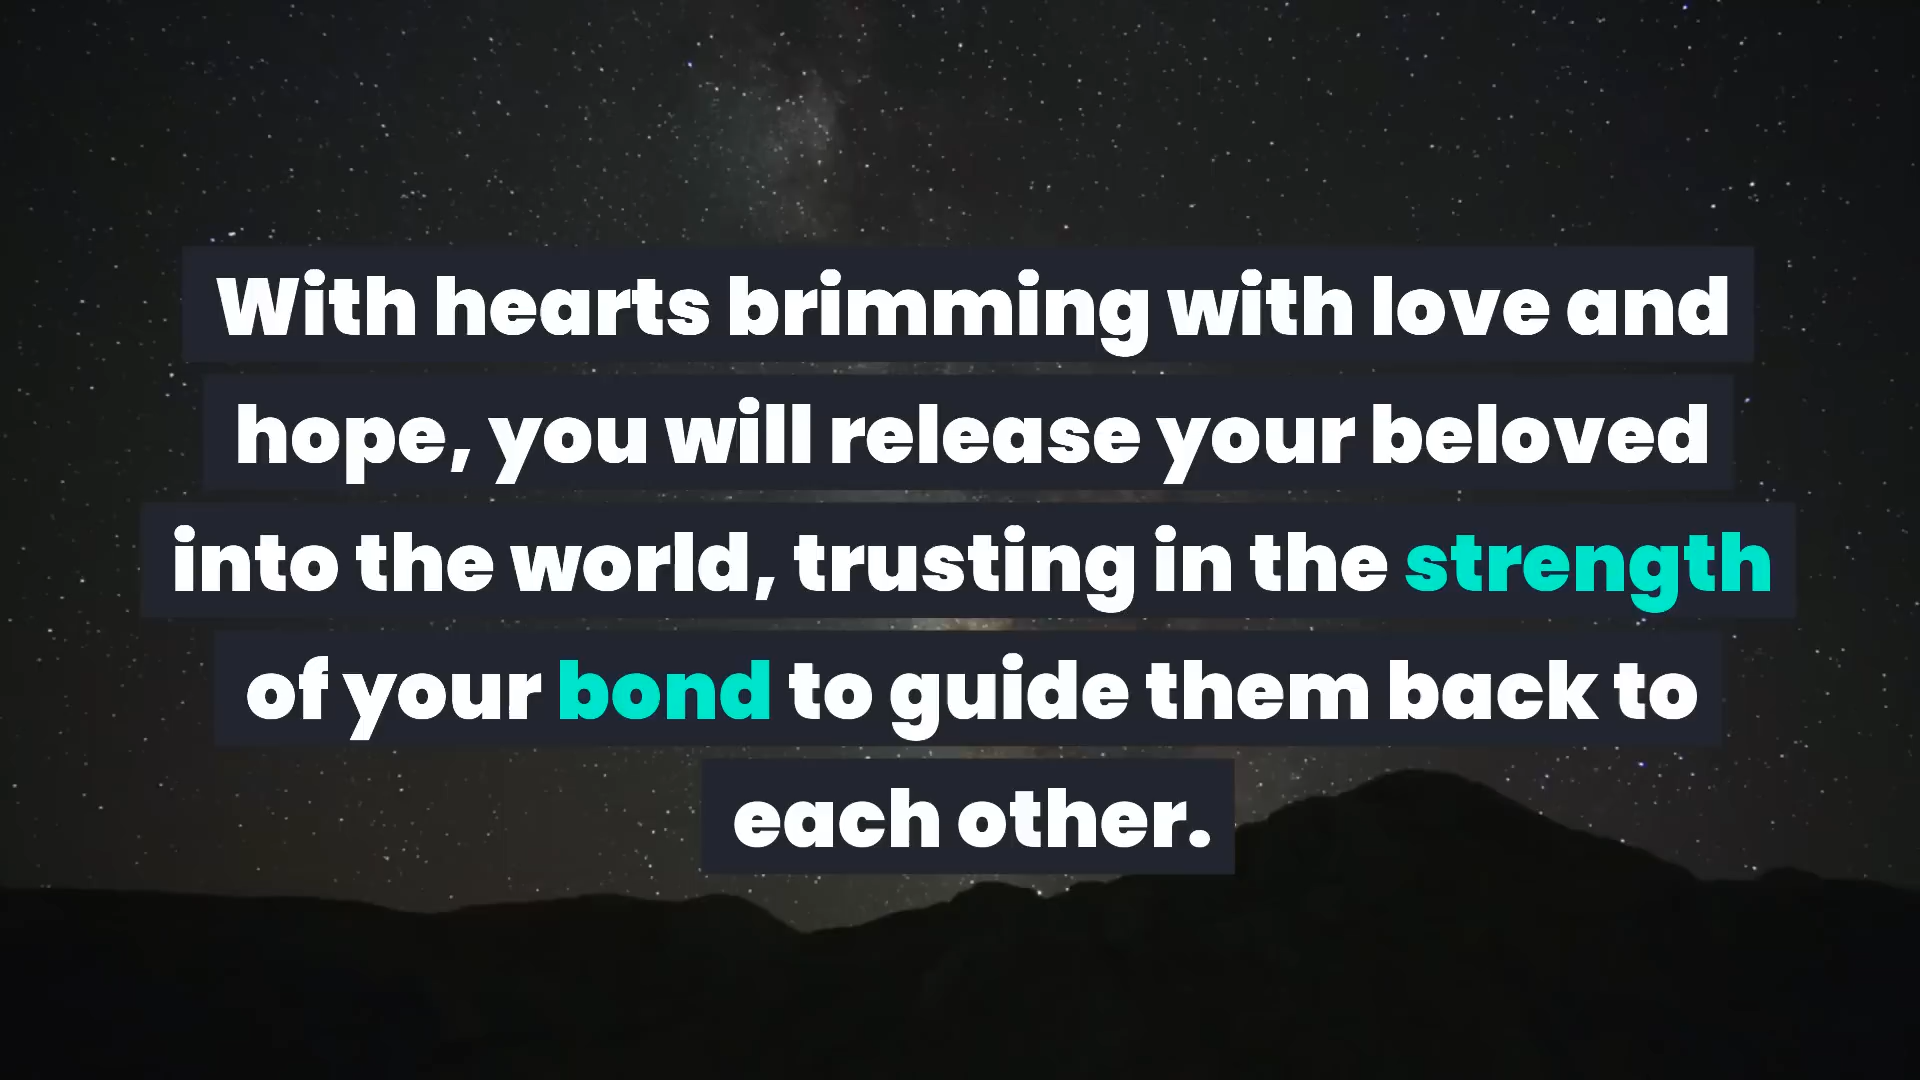 With hearts brimming with love and
hope, you will release your beloved
into the world, trusting in the strength
of your bond to guide them back to
each other.